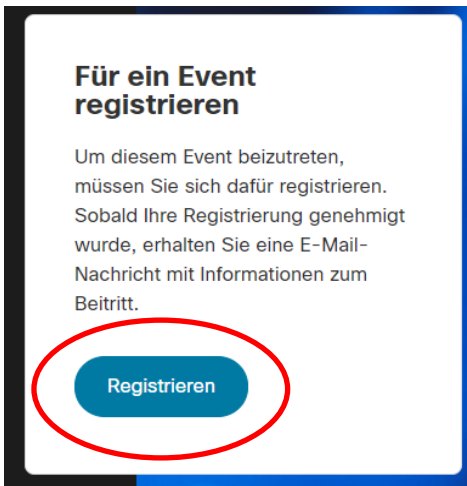 Für ein Event
registrieren
Um diesem Event beizutreten,
müssen Sie sich dafür registrieren.
Sobald Ihre Registrierung genehmigt
wurde, erhalten Sie eine E-Mail-
Nachricht mit Informationen zum
Beitritt.
Registrieren